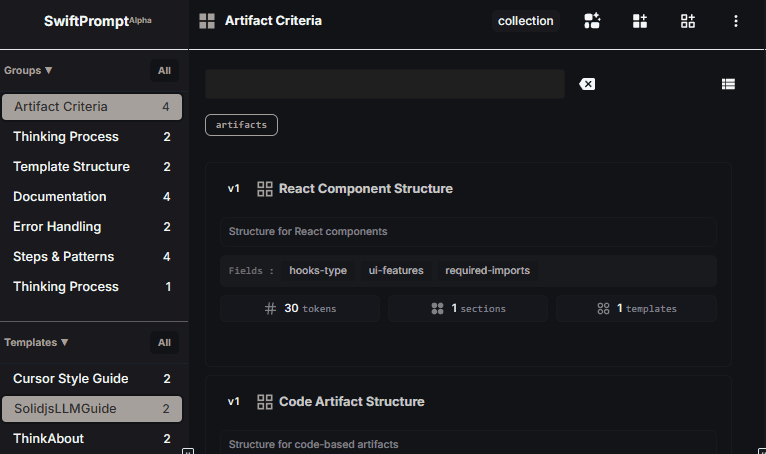 SwiftPrompt Alpha
Artifact Criteria
collection
Groups ▼
All
Artifact Criteria 4
Thinking Process 2
Template Structure 2
Documentation 4
Error Handling 2
Steps & Patterns 4
Thinking Process 1
Templates ▼
All
Cursor Style Guide 2
SolidjsLLMGuide 2
ThinkAbout 2
artifacts
v1 React Component Structure
Structure for React components
Fields : hooks-type ui-features required-imports
# 30 tokens 1 sections 1 templates
v1 Code Artifact Structure
Structure for code-based artifacts